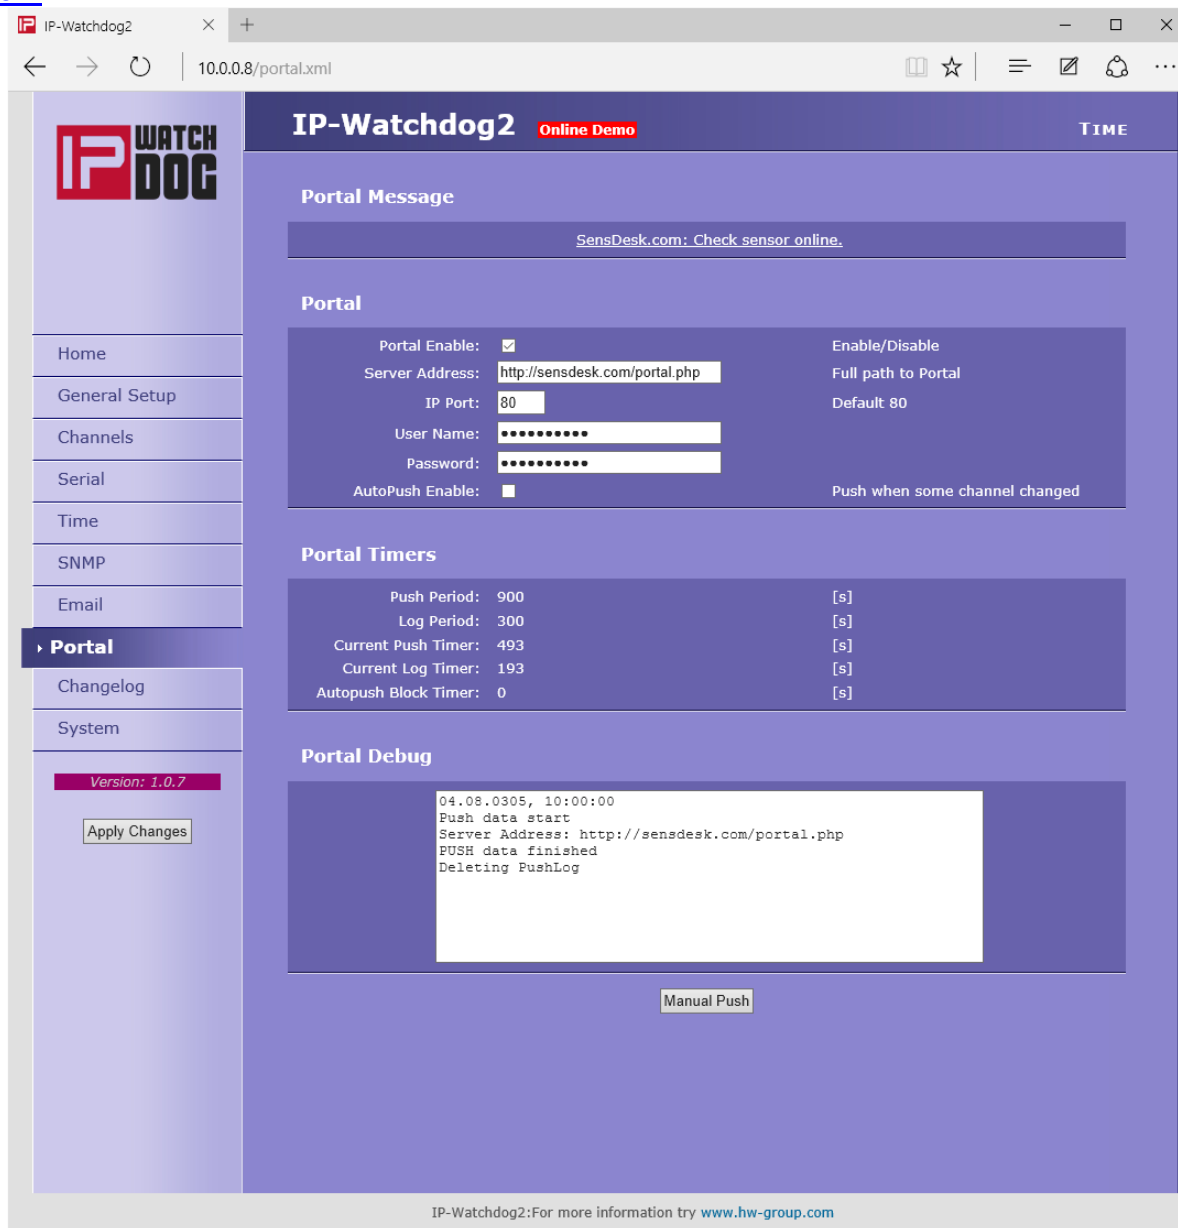 IP-Watchdog2
10.0.0.8/portal.xml
IP WATCH DOG
IP-Watchdog2 Online Demo TIME
Portal Message
SensDesk.com: Check sensor online.
Portal
Portal Enable: Enable/Disable
Server Address: http://sensdesk.com/portal.php Full path to Portal
IP Port: 80 Default 80
User Name: ••••••••••
Password: ••••••••••
AutoPush Enable: Push when some channel changed
Home
General Setup
Channels
Serial
Time
SNMP
Email
Portal
Changelog
System
Version: 1.0.7
Apply Changes
Portal Timers
Push Period: 900 [s]
Log Period: 300 [s]
Current Push Timer: 493 [s]
Current Log Timer: 193 [s]
Autopush Block Timer: 0 [s]
Portal Debug
04.08.0305, 10:00:00
Push data start
Server Address: http://sensdesk.com/portal.php
PUSH data finished
Deleting PushLog
Manual Push
IP-Watchdog2:For more information try www.hw-group.com